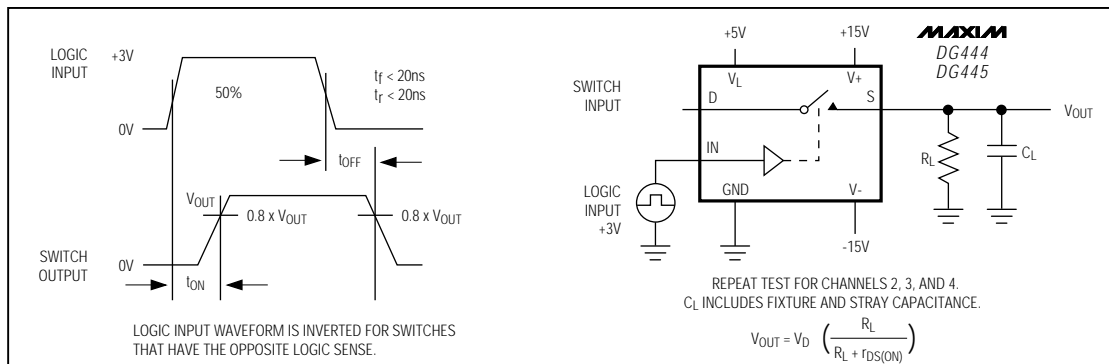 LOGIC
INPUT
+3V
0V
50%
tf < 20ns
tr < 20ns
tOFF
VOUT
0.8 x VOUT
0.8 x VOUT
SWITCH
OUTPUT
0V
tON
LOGIC INPUT WAVEFORM IS INVERTED FOR SWITCHES
THAT HAVE THE OPPOSITE LOGIC SENSE.
+5V
+15V
MAXIM
DG444
DG445
SWITCH
INPUT
VL
V+
D
S
VOUT
IN
RL
CL
LOGIC
INPUT
+3V
GND
V-
-15V
REPEAT TEST FOR CHANNELS 2, 3, AND 4.
CL INCLUDES FIXTURE AND STRAY CAPACITANCE.
VOUT = VD (RL / RL + rDS(ON))